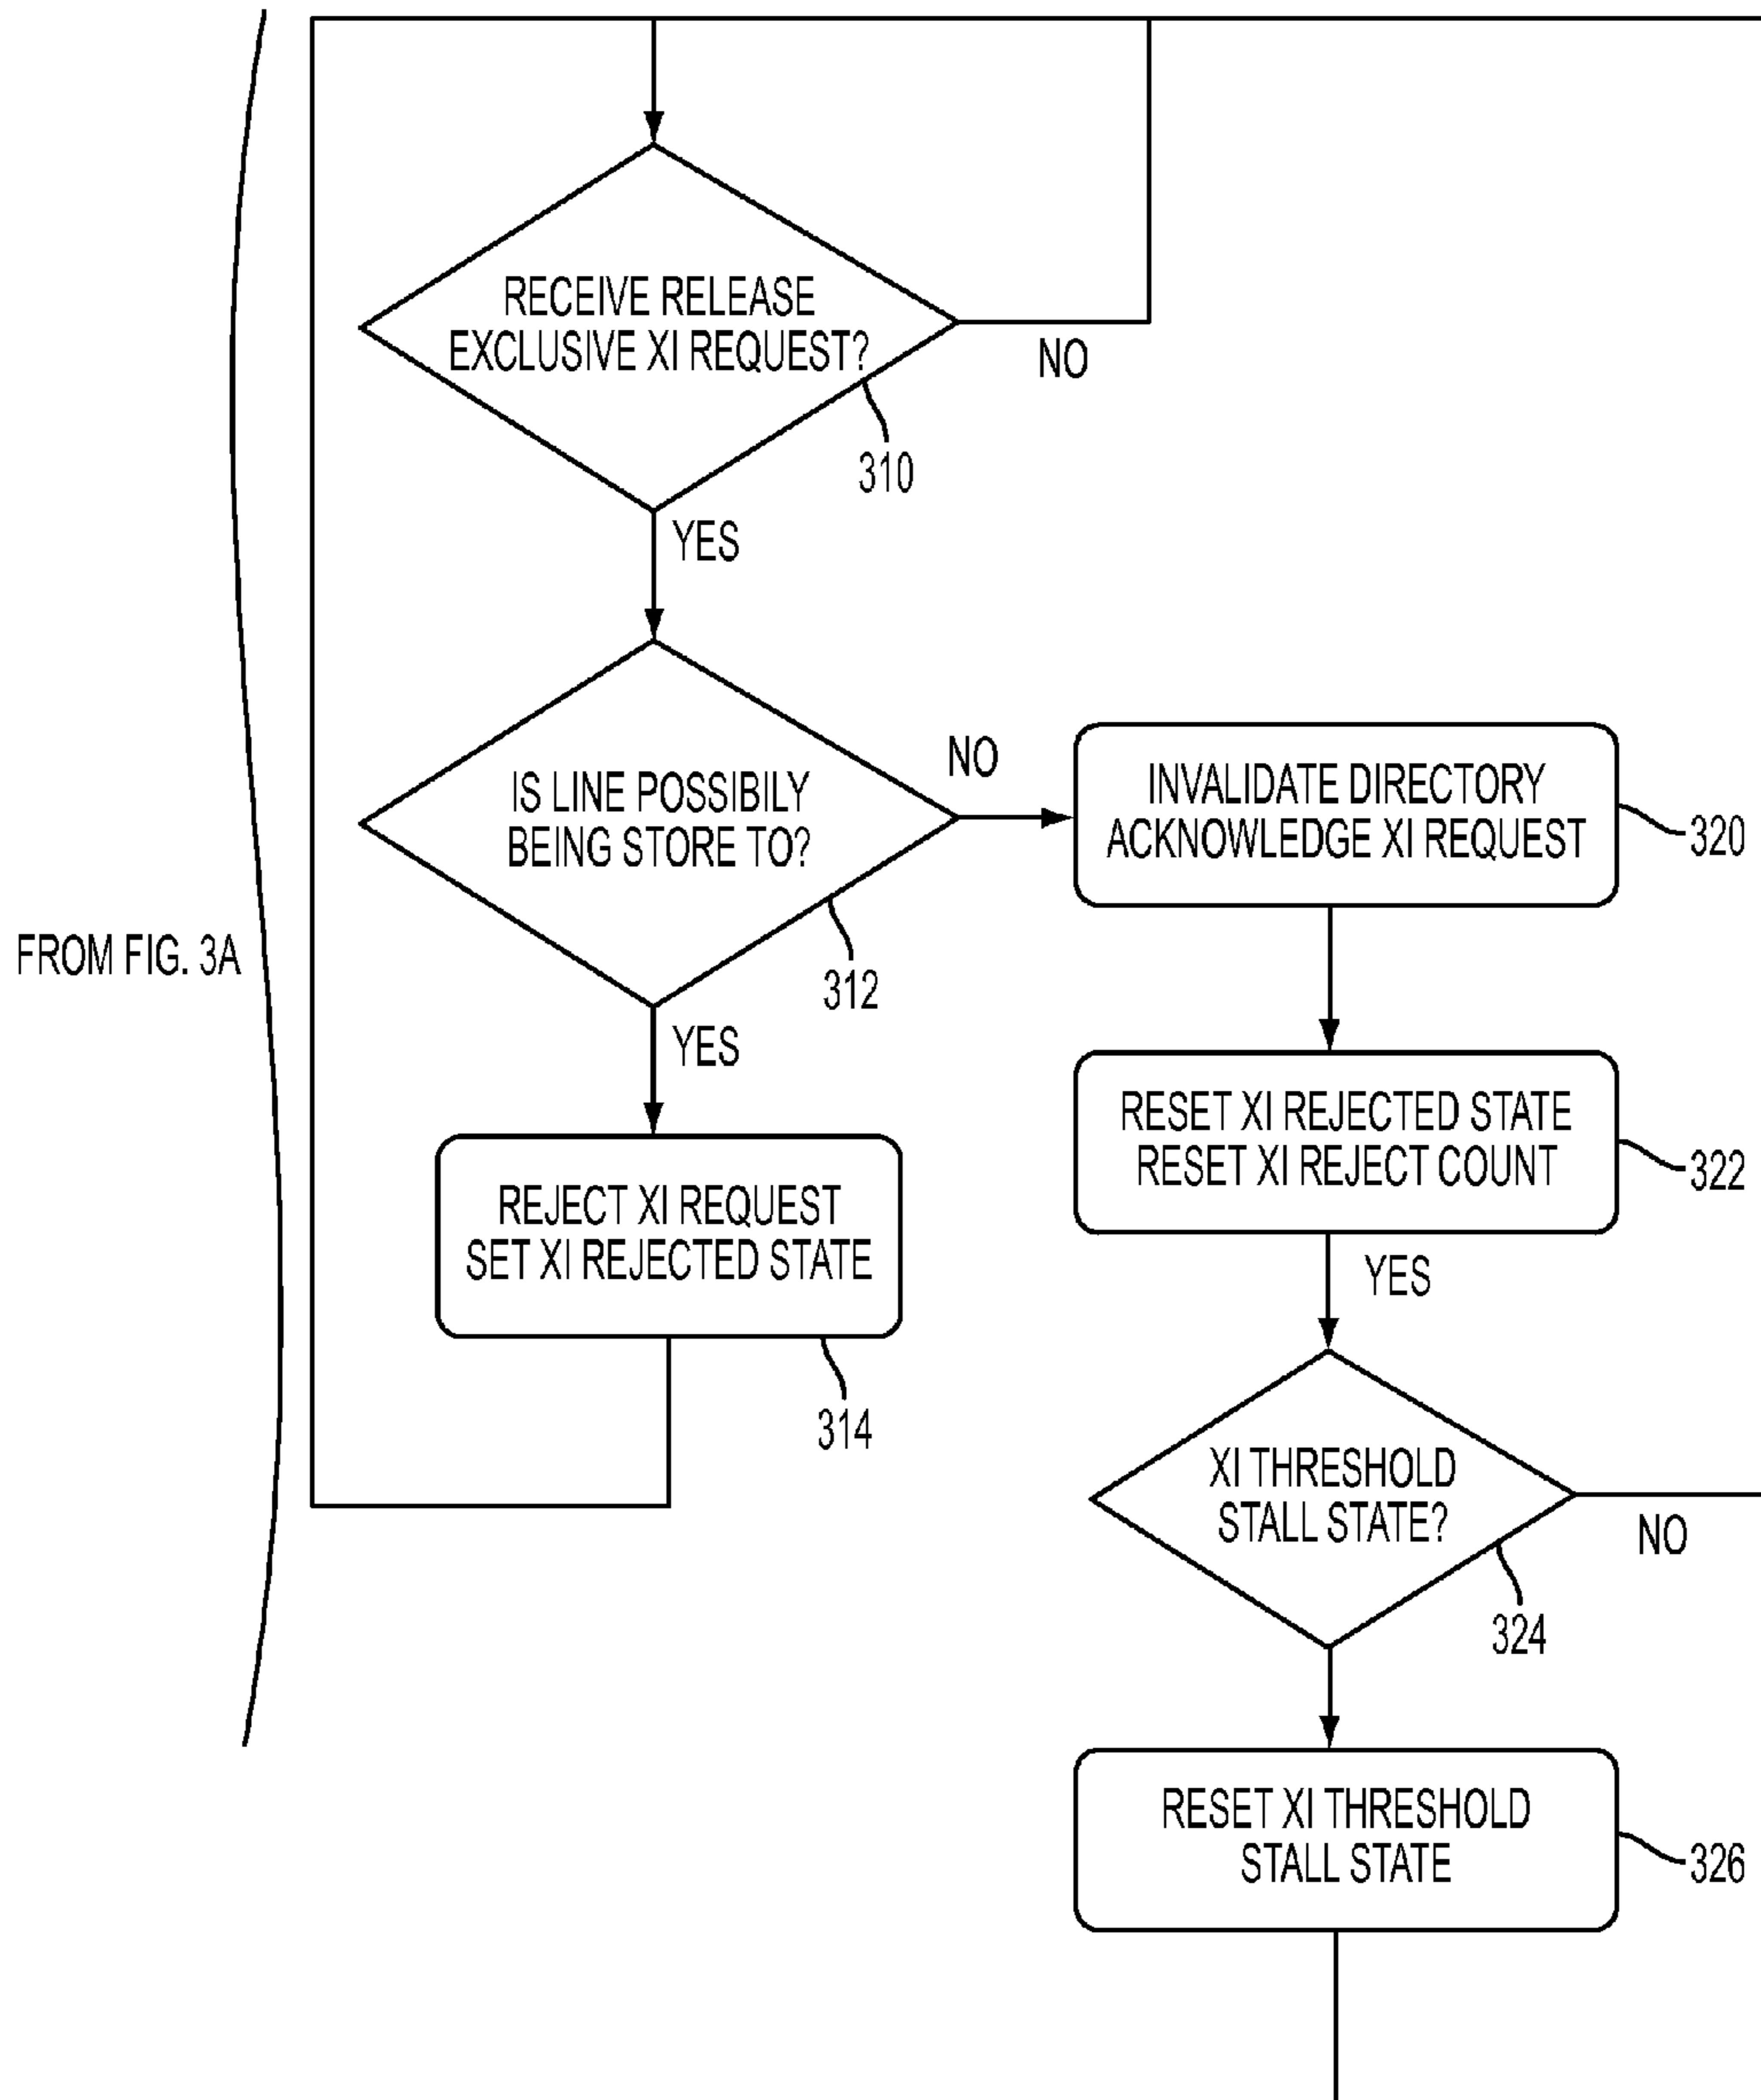 RECEIVE RELEASE
EXCLUSIVE XI REQUEST?
NO
310
YES
IS LINE POSSIBILY
BEING STORE TO?
NO
312
YES
INVALIDATE DIRECTORY
ACKNOWLEDGE XI REQUEST
320
FROM FIG. 3A
REJECT XI REQUEST
SET XI REJECTED STATE
314
RESET XI REJECTED STATE
RESET XI REJECT COUNT
322
YES
XI THRESHOLD
STALL STATE?
NO
324
RESET XI THRESHOLD
STALL STATE
326